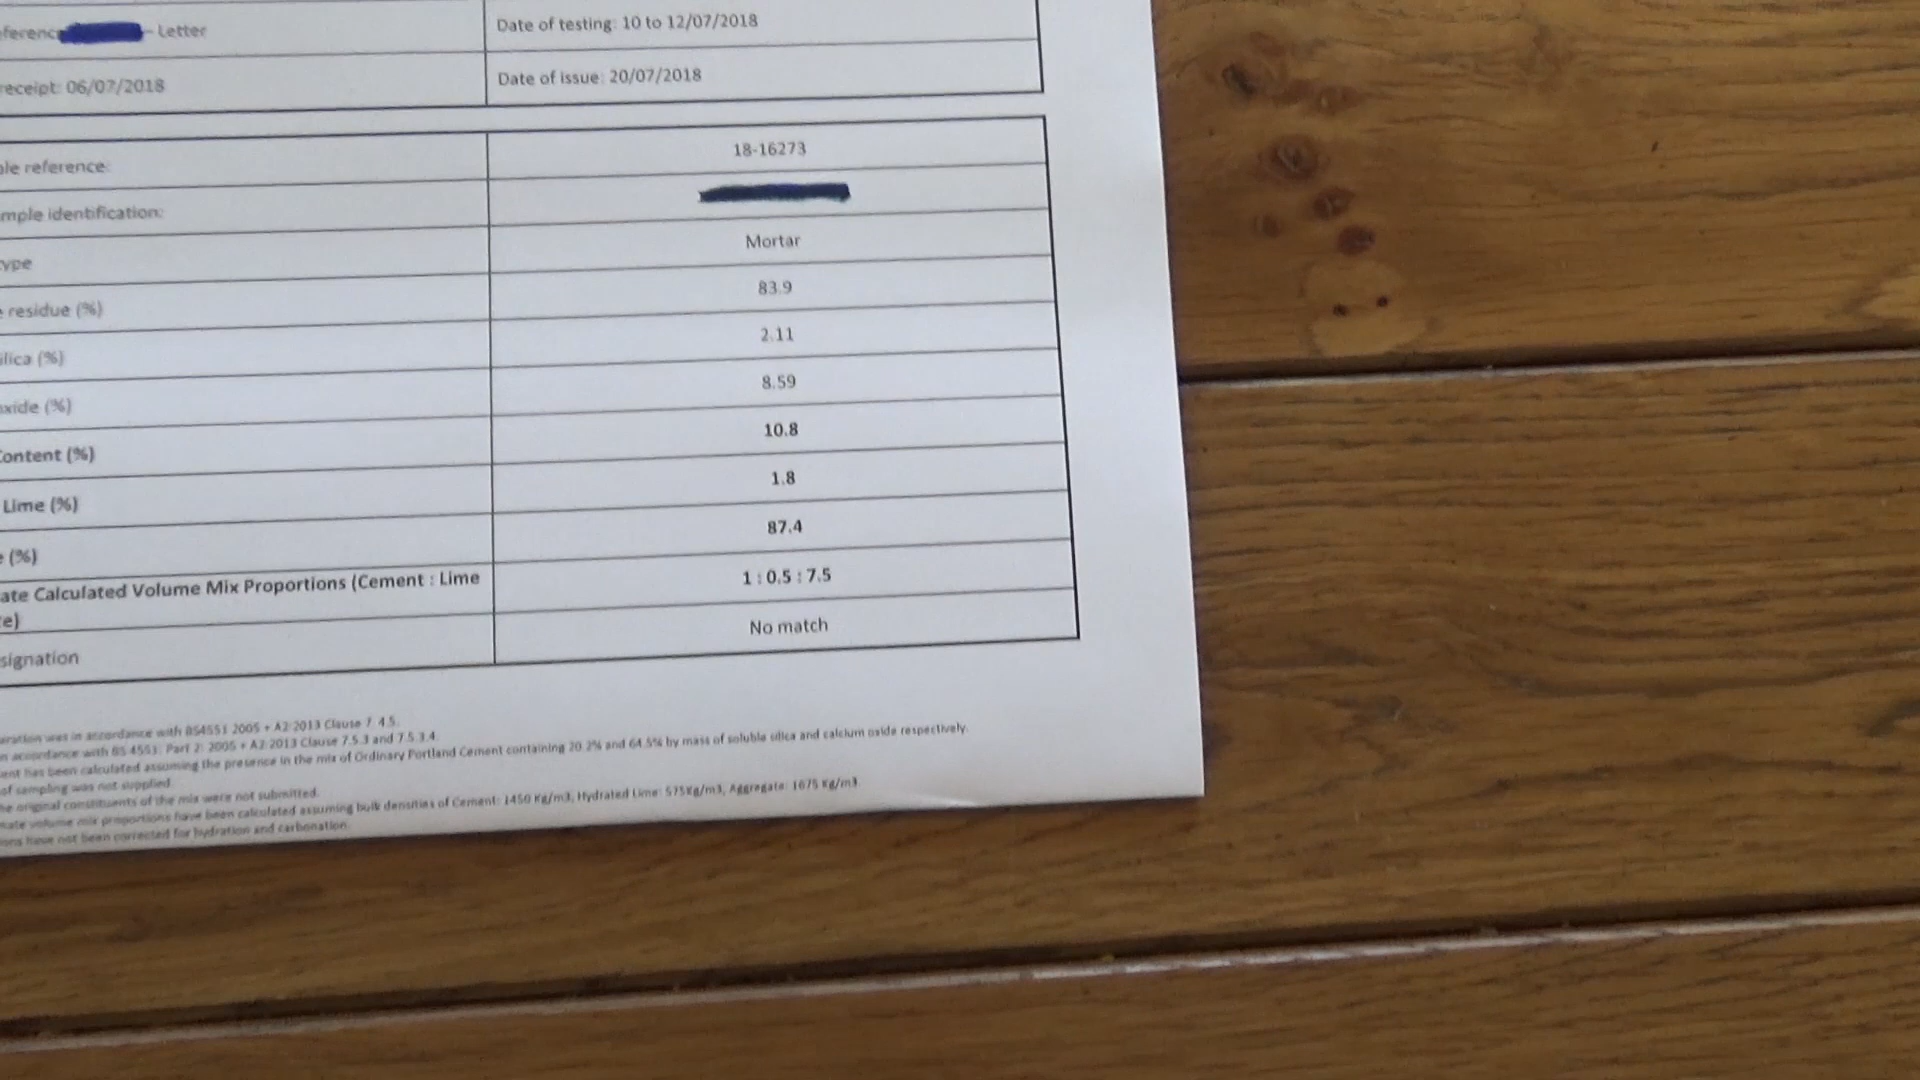 eference - Letter
Date of testing: 10 to 12/07/2018
receipt: 06/07/2018
Date of issue: 20/07/2018
ple reference:
18-16273
mple identification:
ype
Mortar
e residue (%)
83.9
ilica (%)
2.11
oxide (%)
8.59
Content (%)
10.8
Lime (%)
1.8
e (%)
87.4
ate Calculated Volume Mix Proportions (Cement : Lime
te)
1 : 0.5 : 7.5
signation
No match
aration was in accordance with BS4551 2005 + A2:2013 Clause 7.4.5.
n accordance with BS 4551: Part 2: 2005 + A2:2013 Clause 7.5.3 and 7.5.3.4
ent has been calculated assuming the presence in the mix of Ordinary Portland Cement containing 20.2% and 64.5% by mass of soluble silica and calcium oxide respectively.
of sampling was not supplied.
he original constituents of the mix were not submitted.
mate volume mix proportions have been calculated assuming bulk densities of Cement: 1450 Kg/m3, Hydrated Lime: 575Kg/m3, Aggregate: 1675 Kg/m3
ions have not been corrected for hydration and carbonation.